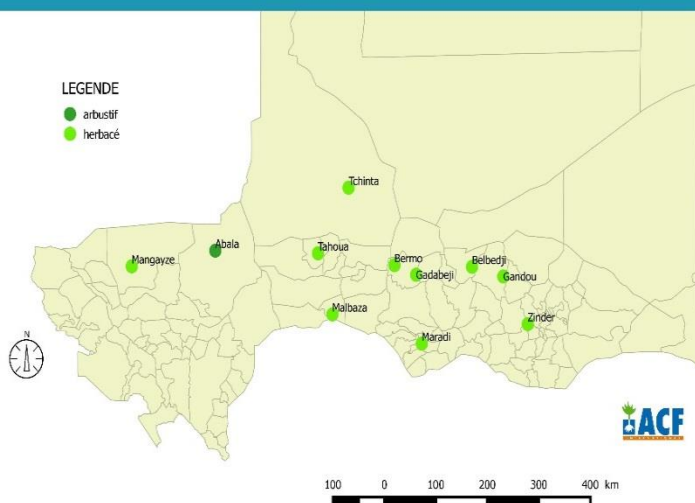 LEGENDE
arbustif
herbacé
Tchinta
Abala
Tahoua
Mangayze
Bermo
Belbedji
Gadabeji
Gandou
Malbaza
Zinder
Maradi
N
ACF
100 0 100 200 300 400 km